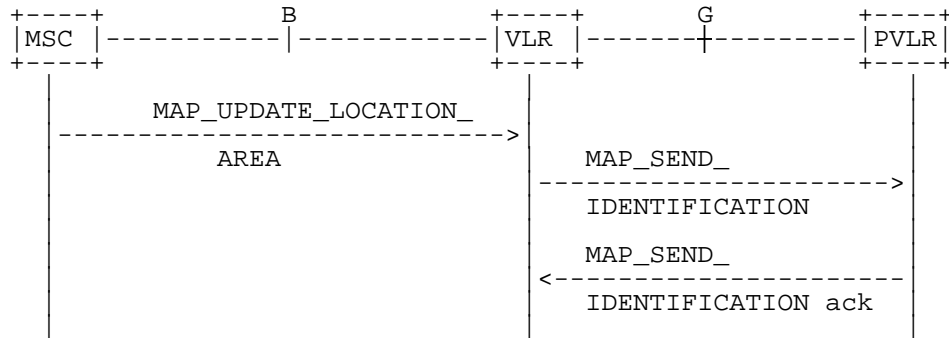 B G
MSC VLR PVLR
MAP_UPDATE_LOCATION_
AREA MAP_SEND_
IDENTIFICATION
MAP_SEND_
IDENTIFICATION ack